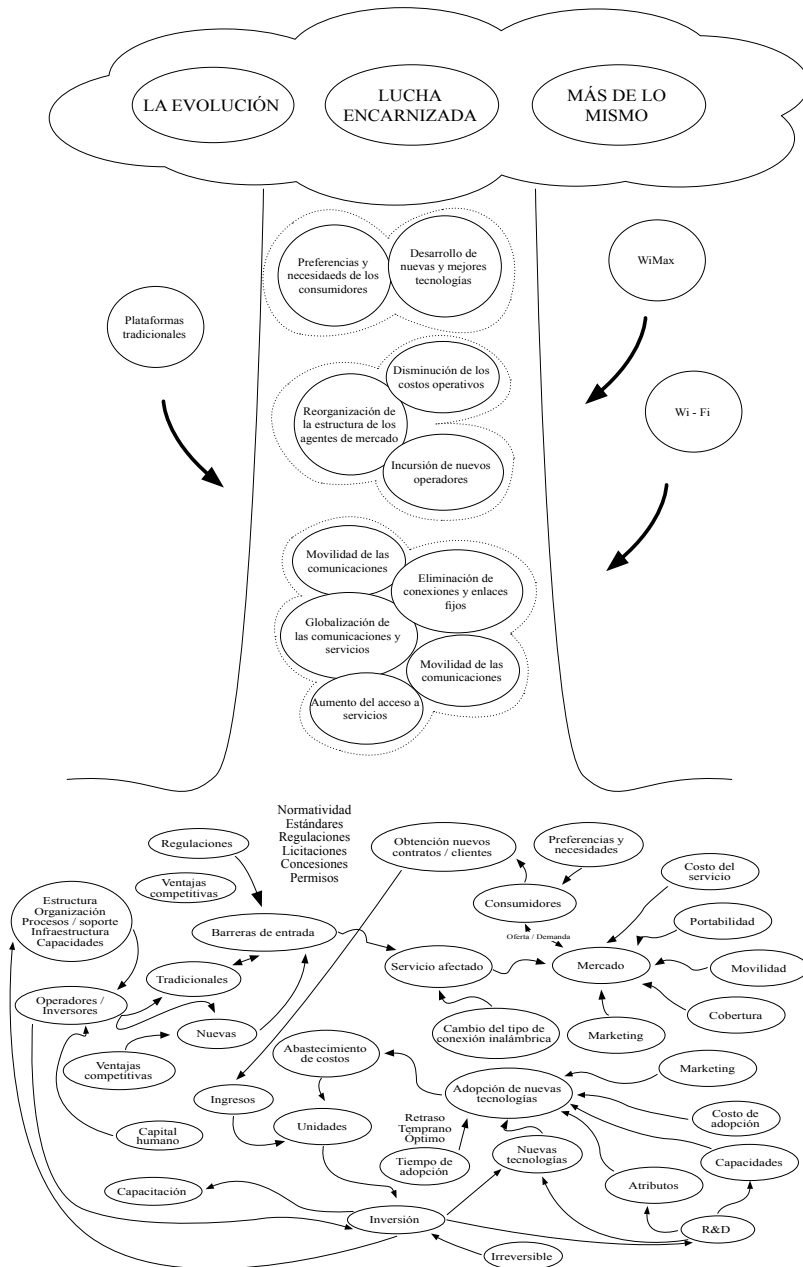 LA EVOLUCIÓN
LUCHA
ENCARNIZADA
MÁS DE LO
MISMO
Preferencias y
necesidaeds de los
consumidores
Desarrollo de
nuevas y mejores
tecnologías
WiMax
Plataformas
tradicionales
Disminución de los
costos operativos
Reorganización de
la estructura de los
agentes de mercado
Wi - Fi
Incursión de nuevos
operadores
Movilidad de las
comunicaciones
Eliminación de
conexiones y enlaces
fijos
Globalización de
las comunicaciones y
servicios
Movilidad de las
comunicaciones
Aumento del acceso a
servicios
Normatividad
Estándares
Regulaciones
Licitaciones
Concesiones
Permisos
Regulaciones
Obtención nuevos
contratos / clientes
Preferencias y
necesidades
Costo del
servicio
Ventajas
competitivas
Estructura
Organización
Procesos / soporte
Infraestructura
Capacidades
Consumidores
Portabilidad
Barreras de entrada
Oferta / Demanda
Servicio afectado
Mercado
Movilidad
Tradicionales
Operadores /
Inversores
Cobertura
Nuevas
Cambio del tipo de
conexión inalámbrica
Marketing
Ventajas
competitivas
Abastecimiento
de costos
Marketing
Ingresos
Adopción de nuevas
tecnologías
Costo de
adopción
Capital
humano
Unidades
Retraso
Temprano
Óptimo
Tiempo de
adopción
Nuevas
tecnologías
Capacidades
Capacitación
Atributos
Inversión
R&D
Irreversible